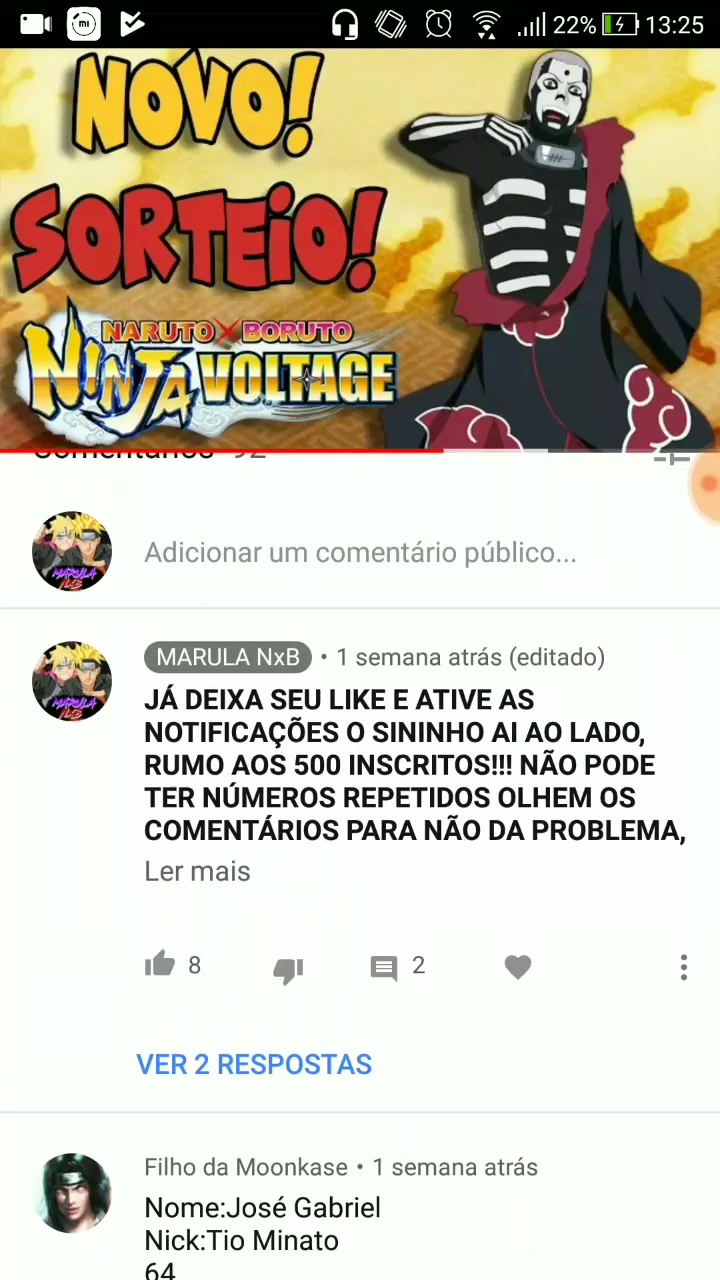 22% 13:25
NOVO!
SORTEIO!
NARUTO X BORUTO
NINJA VOLTAGE
Comentários 92
Adicionar um comentário público...
MARULA NxB • 1 semana atrás (editado)
JÁ DEIXA SEU LIKE E ATIVE AS
NOTIFICAÇÕES O SININHO AI AO LADO,
RUMO AOS 500 INSCRITOS!!! NÃO PODE
TER NÚMEROS REPETIDOS OLHEM OS
COMENTÁRIOS PARA NÃO DA PROBLEMA,
Ler mais
8 2
VER 2 RESPOSTAS
Filho da Moonkase • 1 semana atrás
Nome:José Gabriel
Nick:Tio Minato
64